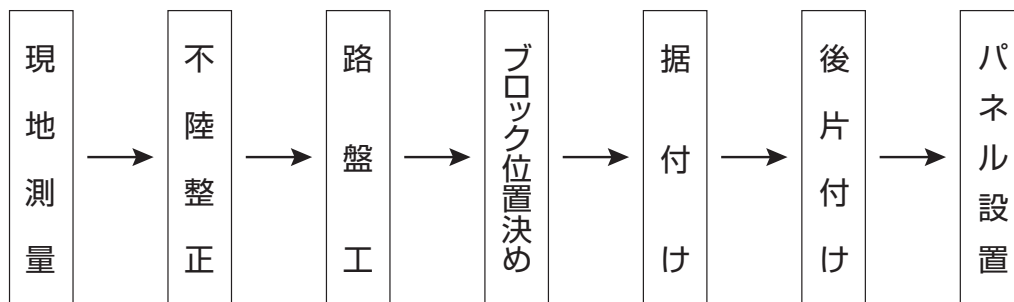 現地測量
不陸整正
路盤工
ブロック位置決め
据付け
後片付け
パネル設置